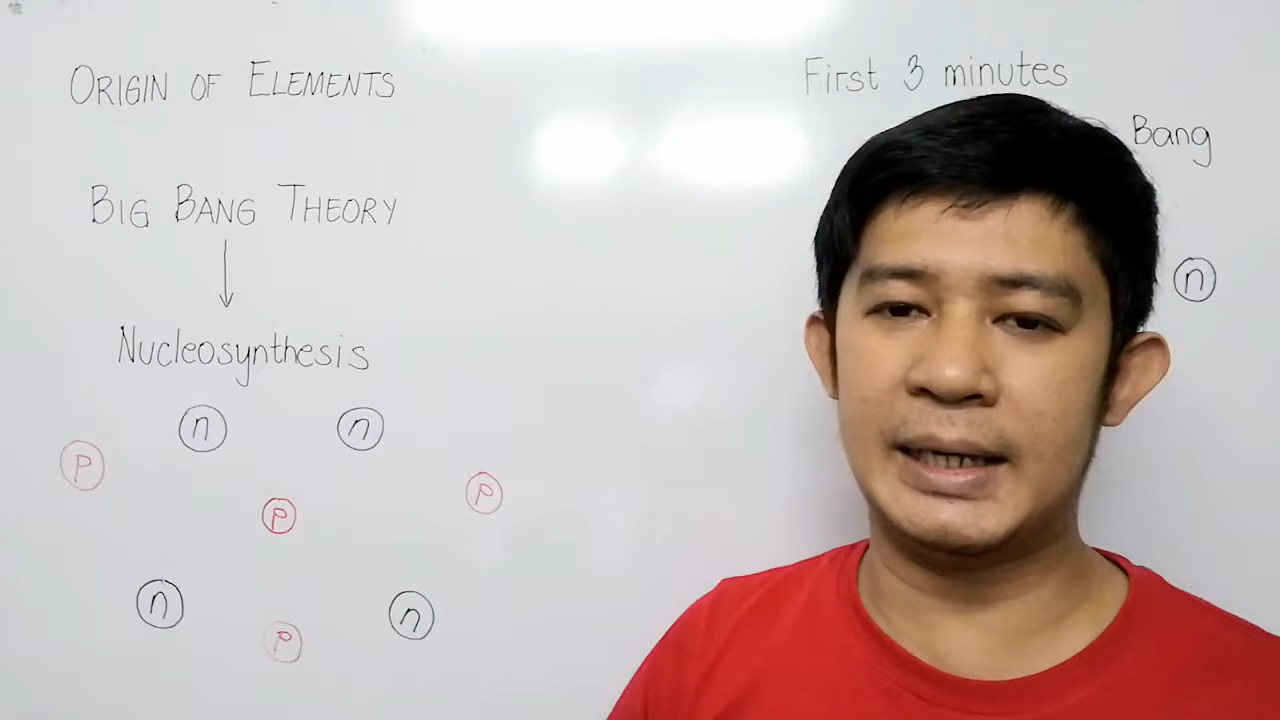 ORIGIN OF ELEMENTS
BIG BANG THEORY
Nucleosynthesis
n n
p p p
n n
p
First 3 minutes
Bang
n